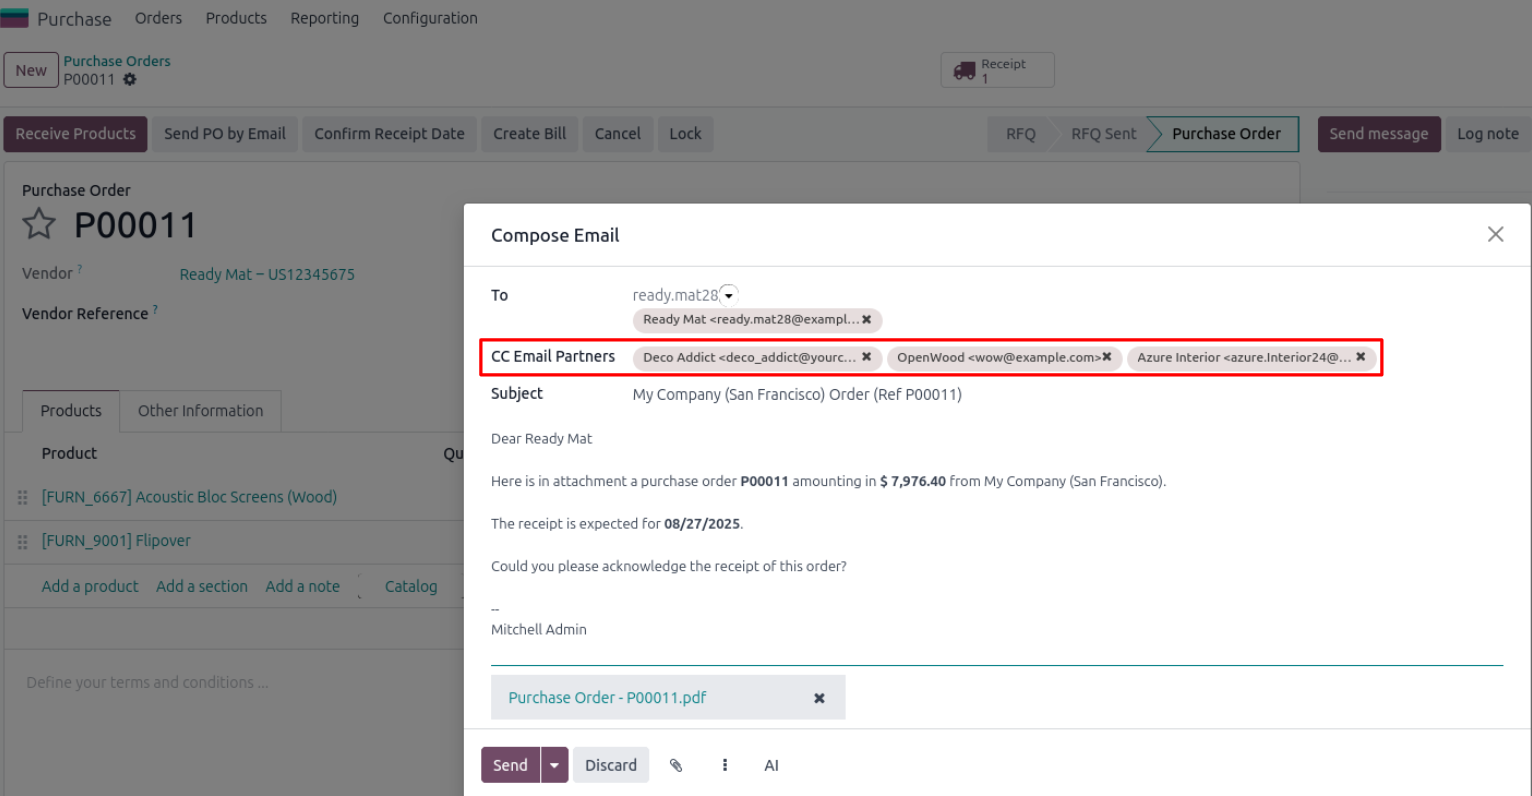 Purchase Orders Products Reporting Configuration
New Purchase Orders
P00011
Receipt
1
Receive Products Send PO by Email Confirm Receipt Date Create Bill Cancel Lock RFQ RFQ Sent Purchase Order Send message Log note
Purchase Order
P00011
Vendor ? Ready Mat – US12345675
Vendor Reference ?
Products Other Information
Product Qu
[FURN_6667] Acoustic Bloc Screens (Wood)
[FURN_9001] Flipover
Add a product Add a section Add a note Catalog
Define your terms and conditions ...
Compose Email
To ready.mat28
Ready Mat <ready.mat28@exampl... ✖
CC Email Partners Deco Addict <deco_addict@yourc... ✖ OpenWood <wow@example.com>✖ Azure Interior <azure.Interior24@... ✖
Subject My Company (San Francisco) Order (Ref P00011)
Dear Ready Mat
Here is in attachment a purchase order P00011 amounting in $ 7,976.40 from My Company (San Francisco).
The receipt is expected for 08/27/2025.
Could you please acknowledge the receipt of this order?
--
Mitchell Admin
Purchase Order - P00011.pdf ✖
Send Discard AI